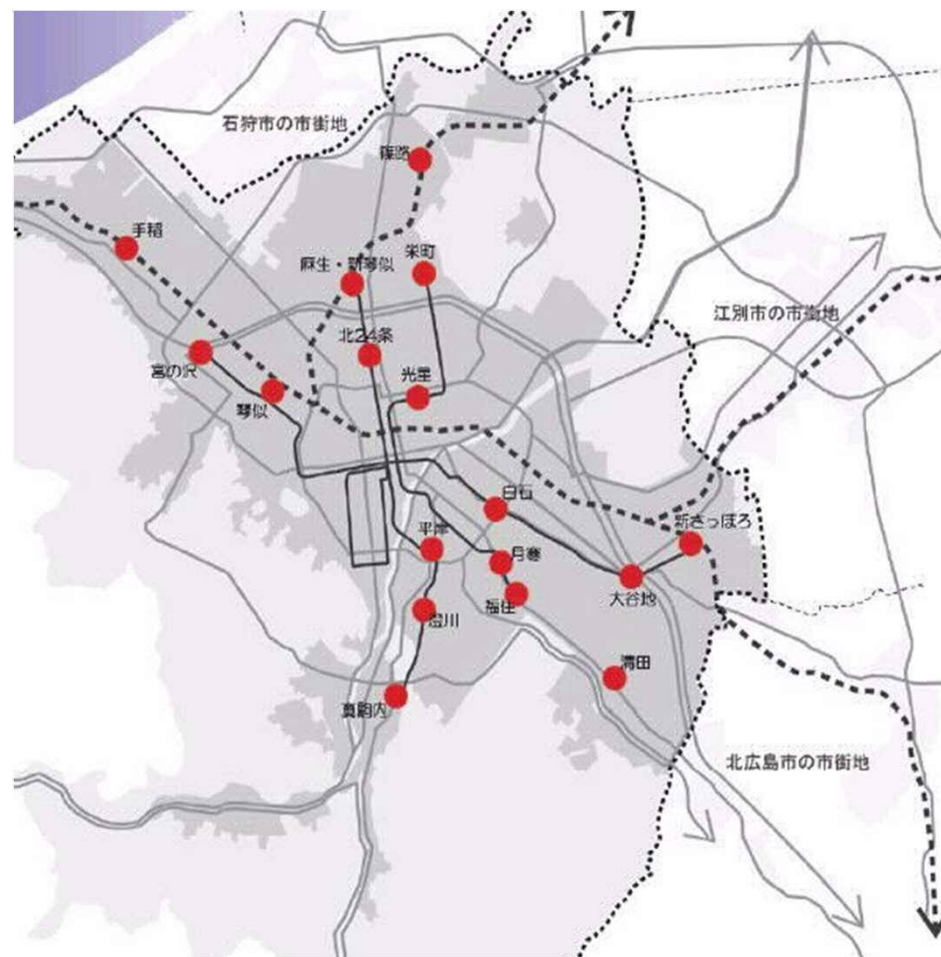 石狩市の市街地
篠路
手稲
麻生・新琴似
栄町
江別市の市街地
北24条
宮の沢
光星
琴似
白石
新さっぽろ
平岸
月寒
大谷地
福住
澄川
清田
真駒内
北広島市の市街地